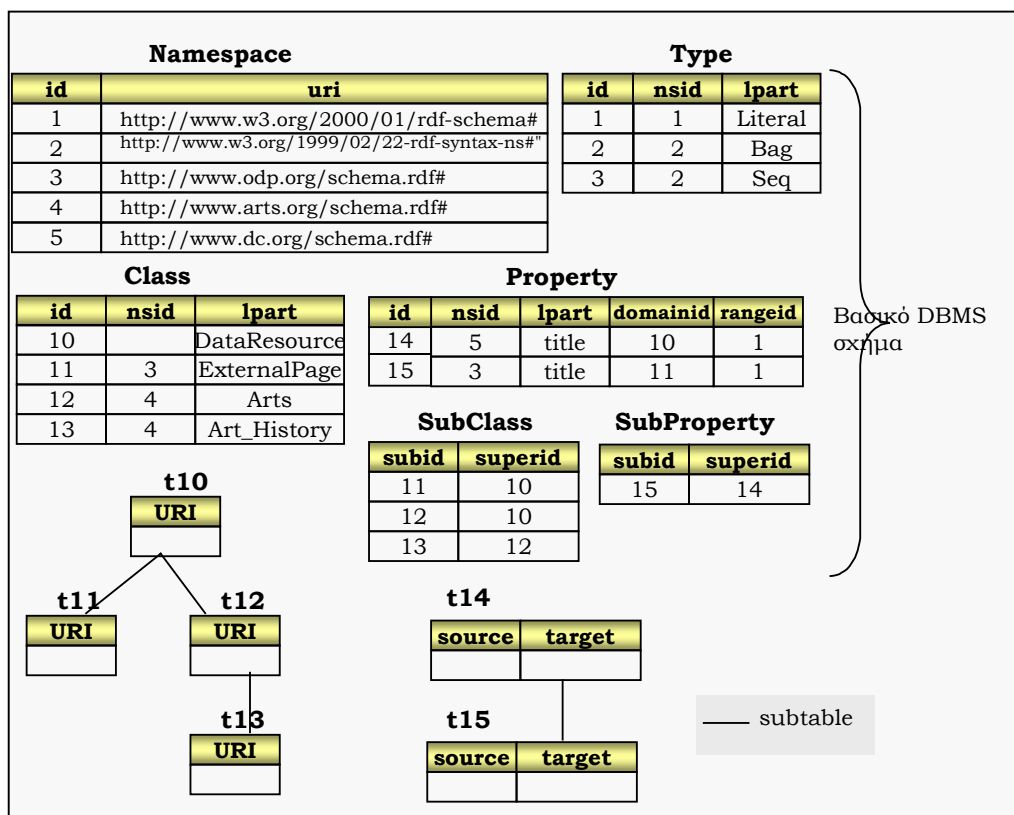 Namespace
id uri
1 http://www.w3.org/2000/01/rdf-schema#
2 http://www.w3.org/1999/02/22-rdf-syntax-ns#"
3 http://www.odp.org/schema.rdf#
4 http://www.arts.org/schema.rdf#
5 http://www.dc.org/schema.rdf#
Type
id nsid lpart
1 1 Literal
2 2 Bag
3 2 Seq
Class
id nsid lpart
10 DataResource
11 3 ExternalPage
12 4 Arts
13 4 Art_History
Property
id nsid lpart domainid rangeid
14 5 title 10 1
15 3 title 11 1
Βασικό DBMS
σχήμα
SubClass
subid superid
11 10
12 10
13 12
SubProperty
subid superid
15 14
t10
URI
t11
URI
t12
URI
t13
URI
t14
source target
t15
source target
subtable